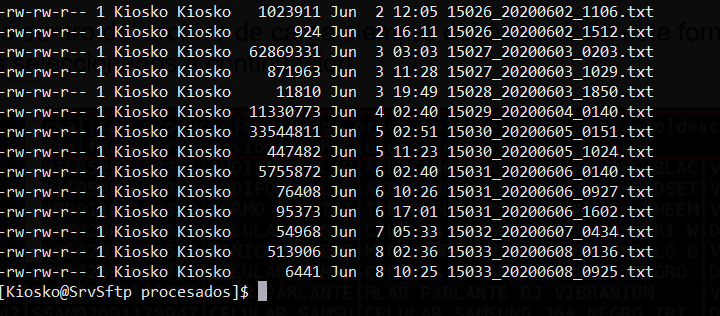 -rw-rw-r-- 1 Kiosko Kiosko 1023911 Jun 2 12:05 15026_20200602_1106.txt
-rw-rw-r-- 1 Kiosko Kiosko 924 Jun 2 16:11 15026_20200602_1512.txt
-rw-rw-r-- 1 Kiosko Kiosko 62869331 Jun 3 03:03 15027_20200603_0203.txt
-rw-rw-r-- 1 Kiosko Kiosko 871963 Jun 3 11:28 15027_20200603_1029.txt
-rw-rw-r-- 1 Kiosko Kiosko 11810 Jun 3 19:49 15028_20200603_1850.txt
-rw-rw-r-- 1 Kiosko Kiosko 11330773 Jun 4 02:40 15029_20200604_0140.txt
-rw-rw-r-- 1 Kiosko Kiosko 33544811 Jun 5 02:51 15030_20200605_0151.txt
-rw-rw-r-- 1 Kiosko Kiosko 447482 Jun 5 11:23 15030_20200605_1024.txt
-rw-rw-r-- 1 Kiosko Kiosko 5755872 Jun 6 02:40 15031_20200606_0140.txt
-rw-rw-r-- 1 Kiosko Kiosko 76408 Jun 6 10:26 15031_20200606_0927.txt
-rw-rw-r-- 1 Kiosko Kiosko 95373 Jun 6 17:01 15031_20200606_1602.txt
-rw-rw-r-- 1 Kiosko Kiosko 54968 Jun 7 05:33 15032_20200607_0434.txt
-rw-rw-r-- 1 Kiosko Kiosko 513906 Jun 8 02:36 15033_20200608_0136.txt
-rw-rw-r-- 1 Kiosko Kiosko 6441 Jun 8 10:25 15033_20200608_0925.txt
[Kiosko@SrvSftp procesados]$